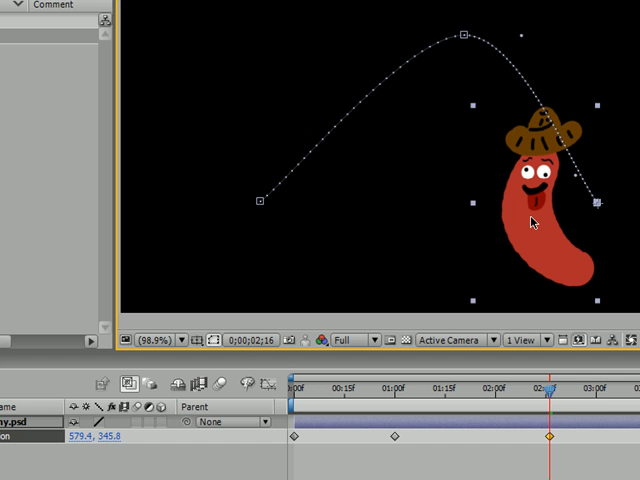 Comment
(98.9%) 0;00;02;16 Full Active Camera 1 View
:00f 00:15f 01:00f 01:15f 02:00f 02: 03:00f
ame Parent
ny.psd None
on 579.4, 345.8